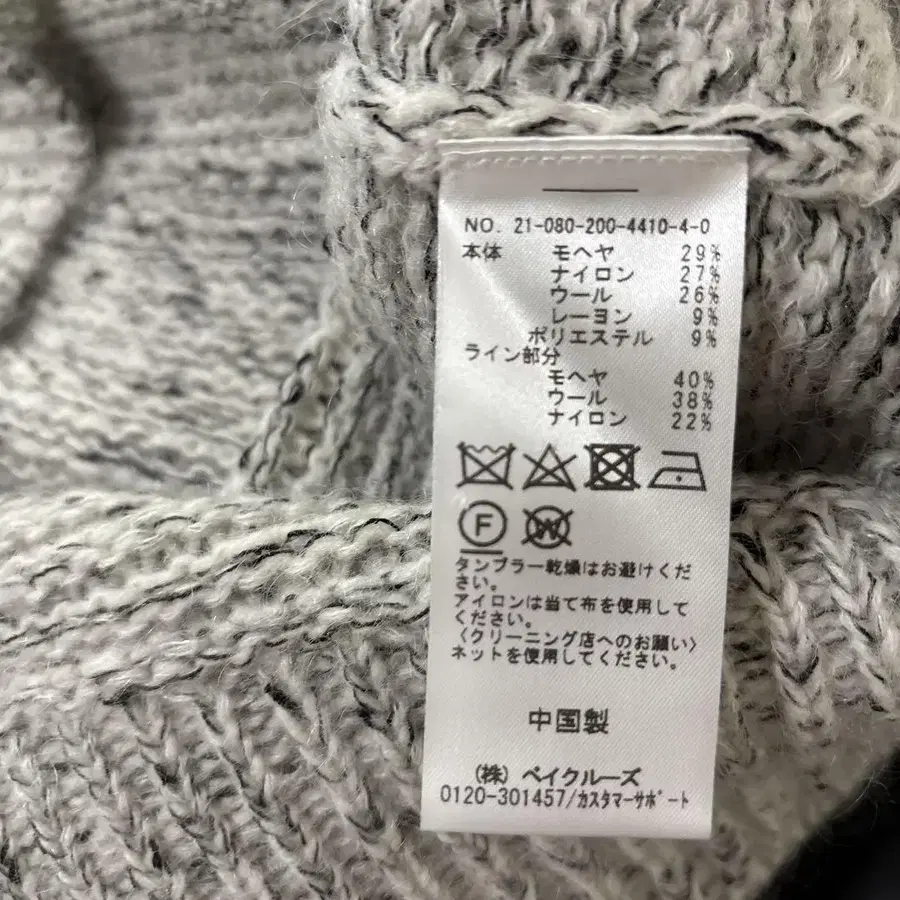 NO. 21-080-200-4410-4-0
本体 モヘヤ 29%
ナイロン 27%
ウール 26%
レーヨン 9%
ポリエステル 9%
ライン部分
モヘヤ 40%
ウール 38%
ナイロン 22%
F W
タンブラー乾燥はお避けくだ
さい。
アイロンは当て布を使用して
ください。
〈クリーニング店へのお願い〉
ネットを使用してください。
中国製
(株) ベイクルーズ
0120-301457/カスタマーサポート